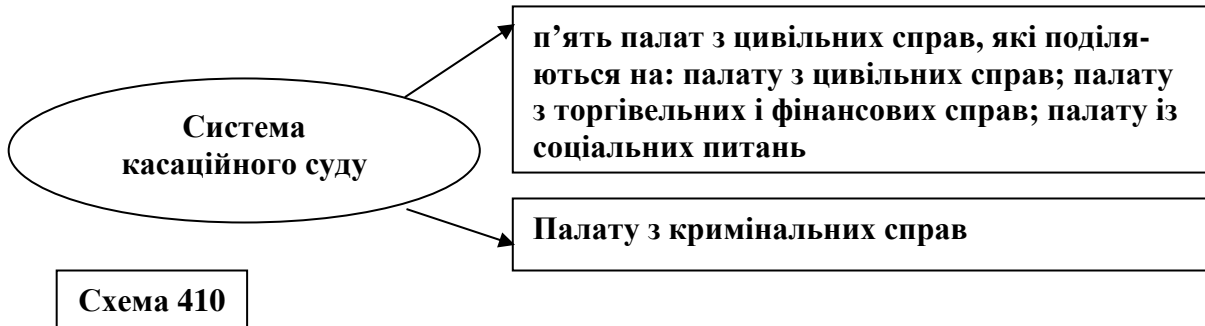 п’ять палат з цивільних справ, які поділя-
ються на: палату з цивільних справ; палату
з торгівельних і фінансових справ; палату із
соціальних питань
Система
касаційного суду
Палату з кримінальних справ
Схема 410